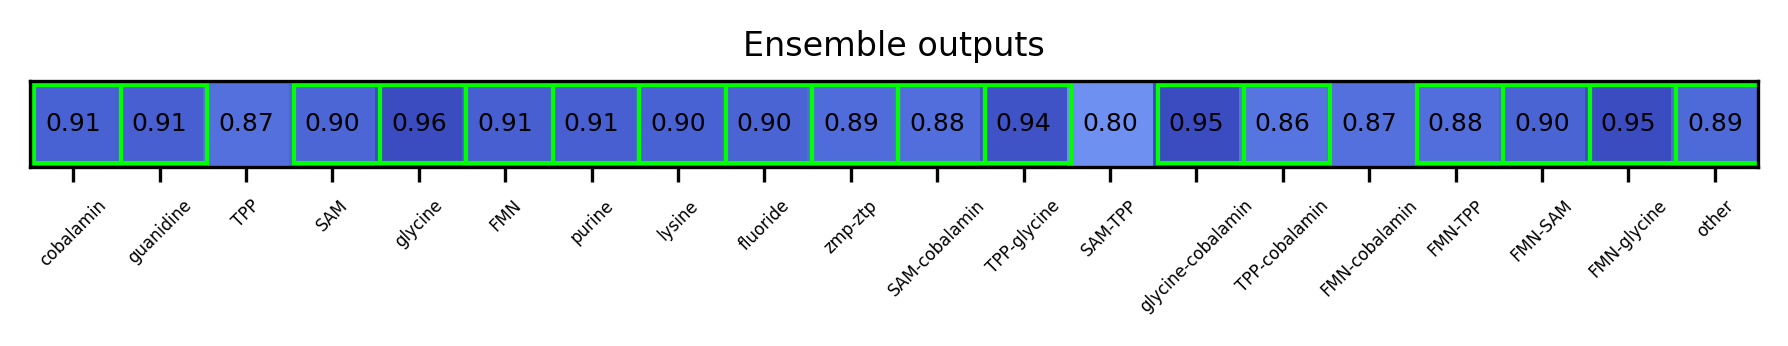 Ensemble outputs
0.91 0.91 0.87 0.90 0.96 0.91 0.91 0.90 0.90 0.89 0.88 0.94 0.80 0.95 0.86 0.87 0.88 0.90 0.95 0.89
cobalamin
guanidine
TPP
SAM
glycine
FMN
purine
lysine
fluoride
zmp-ztp
SAM-cobalamin
TPP-glycine
SAM-TPP
glycine-cobalamin
TPP-cobalamin
FMN-cobalamin
FMN-TPP
FMN-SAM
FMN-glycine
other